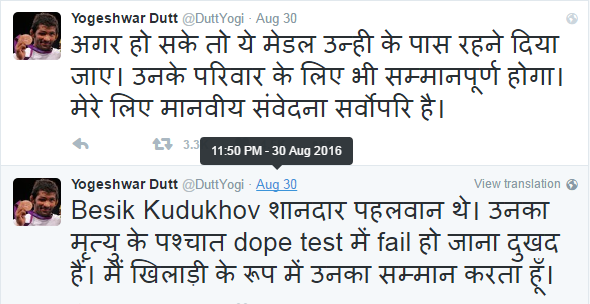 Yogeshwar Dutt @DuttYogi · Aug 30
अगर हो सके तो ये मेडल उन्ही के पास रहने दिया
जाए। उनके परिवार के लिए भी सम्मानपूर्ण होगा।
मेरे लिए मानवीय संवेदना सर्वोपरि है।
11:50 PM - 30 Aug 2016
Yogeshwar Dutt @DuttYogi · Aug 30 View translation
Besik Kudukhov शानदार पहलवान थे। उनका
मृत्यु के पश्चात dope test में fail हो जाना दुखद
हैं। मैं खिलाड़ी के रूप में उनका सम्मान करता हूँ।